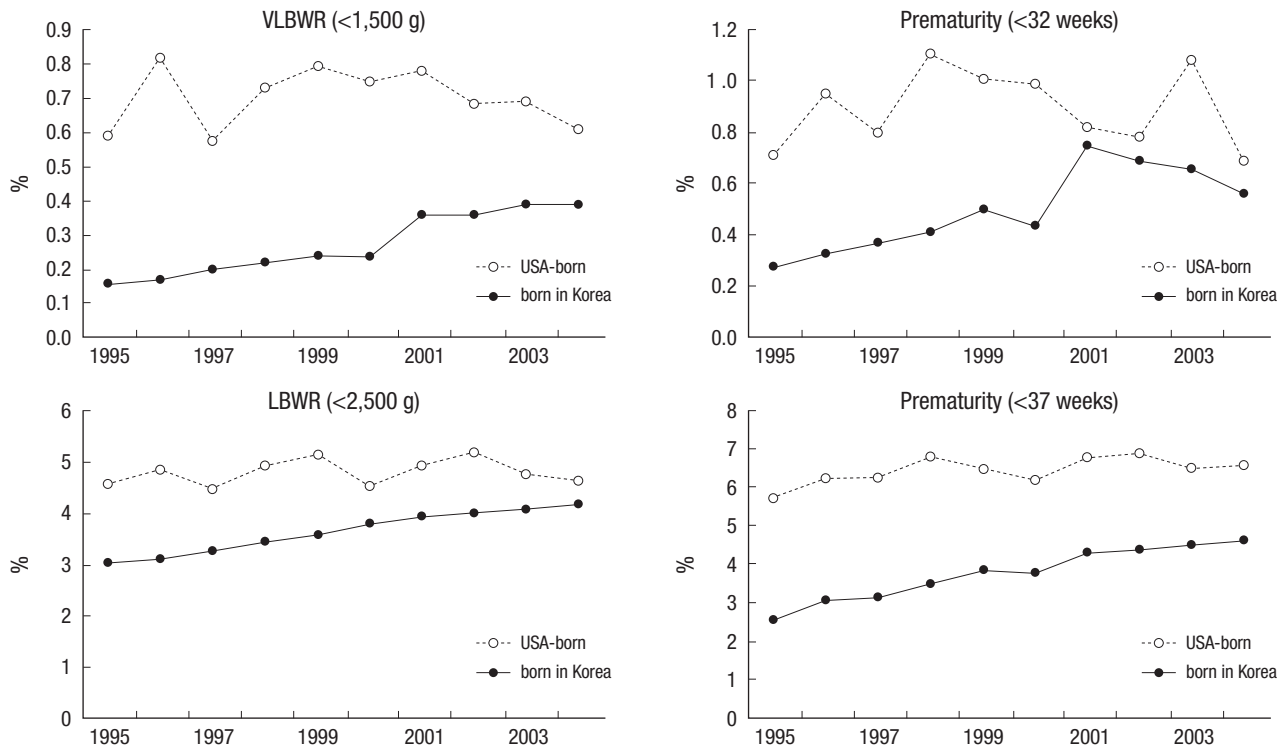 VLBWR (<1,500 g)
0.9
0.8
0.7
0.6
0.5
0.4
0.3
0.2
0.1
0.0
%
USA-born
born in Korea
1995 1997 1999 2001 2003
Prematurity (<32 weeks)
1.2
1.0
0.8
0.6
0.4
0.2
0.0
%
USA-born
born in Korea
1995 1997 1999 2001 2003
LBWR (<2,500 g)
6
5
4
3
2
1
0
%
USA-born
born in Korea
1995 1997 1999 2001 2003
Prematurity (<37 weeks)
8
7
6
5
4
3
2
1
0
%
USA-born
born in Korea
1995 1997 1999 2001 2003